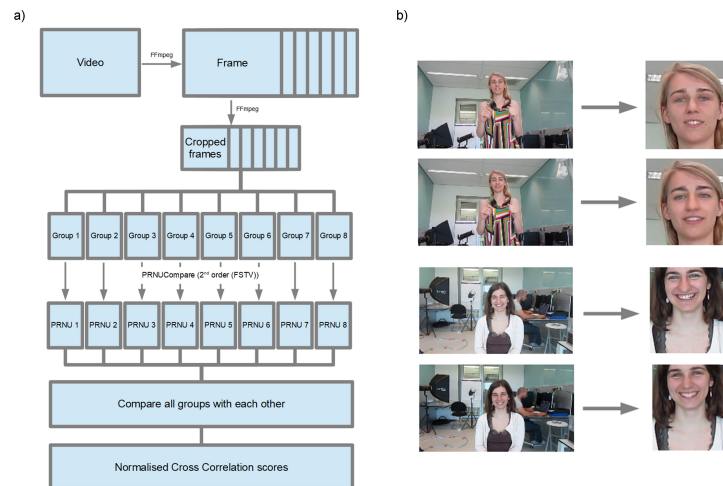 a)
b)
Video
FFmpeg
Frame
FFmpeg
Cropped
frames
Group 1
Group 2
Group 3
Group 4
Group 5
Group 6
Group 7
Group 8
PRNUCompare (2nd order (FSTV))
PRNU 1
PRNU 2
PRNU 3
PRNU 4
PRNU 5
PRNU 6
PRNU 7
PRNU 8
Compare all groups with each other
Normalised Cross Correlation scores